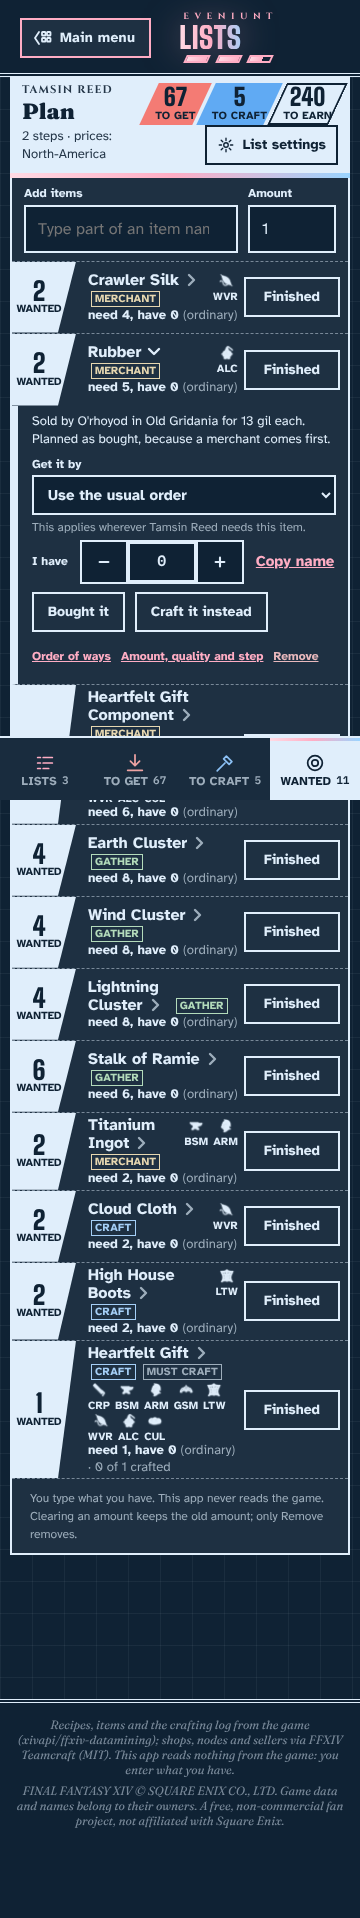 Main menu
EVENIUNT
LISTS
TAMSIN REED
Plan
2 steps · prices:
North-America
67
TO GET
5
TO CRAFT
240
TO EARN
List settings
Add items
Amount
Type part of an item nan
1
2
WANTED
Crawler Silk
MERCHANT
need 4, have 0 (ordinary)
WVR
Finished
2
WANTED
Rubber
MERCHANT
need 5, have 0 (ordinary)
ALC
Finished
Sold by O'rhoyod in Old Gridania for 13 gil each.
Planned as bought, because a merchant comes first.
Get it by
Use the usual order
This applies wherever Tamsin Reed needs this item.
I have
−
0
+
Copy name
Bought it
Craft it instead
Order of ways
Amount, quality and step
Remove
Heartfelt Gift
Component
MERCHANT
LISTS 3
TO GET 67
TO CRAFT 5
WANTED 11
WVR ALC CUL
need 6, have 0 (ordinary)
4
WANTED
Earth Cluster
GATHER
need 8, have 0 (ordinary)
Finished
4
WANTED
Wind Cluster
GATHER
need 8, have 0 (ordinary)
Finished
4
WANTED
Lightning
Cluster
GATHER
need 8, have 0 (ordinary)
Finished
6
WANTED
Stalk of Ramie
GATHER
need 6, have 0 (ordinary)
Finished
2
WANTED
Titanium
Ingot
MERCHANT
BSM ARM
need 2, have 0 (ordinary)
Finished
2
WANTED
Cloud Cloth
CRAFT
WVR
need 2, have 0 (ordinary)
Finished
2
WANTED
High House
Boots
CRAFT
LTW
need 2, have 0 (ordinary)
Finished
1
WANTED
Heartfelt Gift
CRAFT MUST CRAFT
CRP BSM ARM GSM LTW
WVR ALC CUL
need 1, have 0 (ordinary)
· 0 of 1 crafted
Finished
You type what you have. This app never reads the game.
Clearing an amount keeps the old amount; only Remove
removes.
Recipes, items and the crafting log from the game
(xivapi/ffxiv-datamining); shops, nodes and sellers via FFXIV
Teamcraft (MIT). This app reads nothing from the game: you
enter what you have.
FINAL FANTASY XIV © SQUARE ENIX CO., LTD. Game data
and names belong to their owners. A free, non-commercial fan
project, not affiliated with Square Enix.